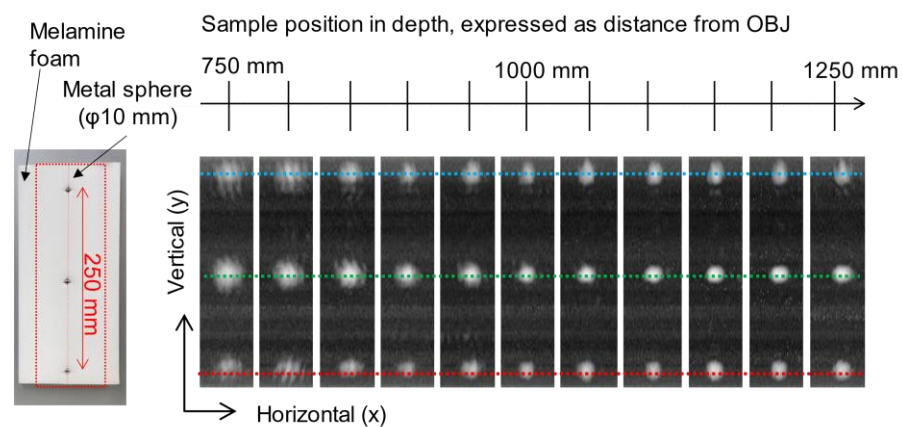 Sample position in depth, expressed as distance from OBJ
Melamine
foam
Metal sphere
(φ10 mm)
750 mm
1000 mm
1250 mm
250 mm
Vertical (y)
Horizontal (x)